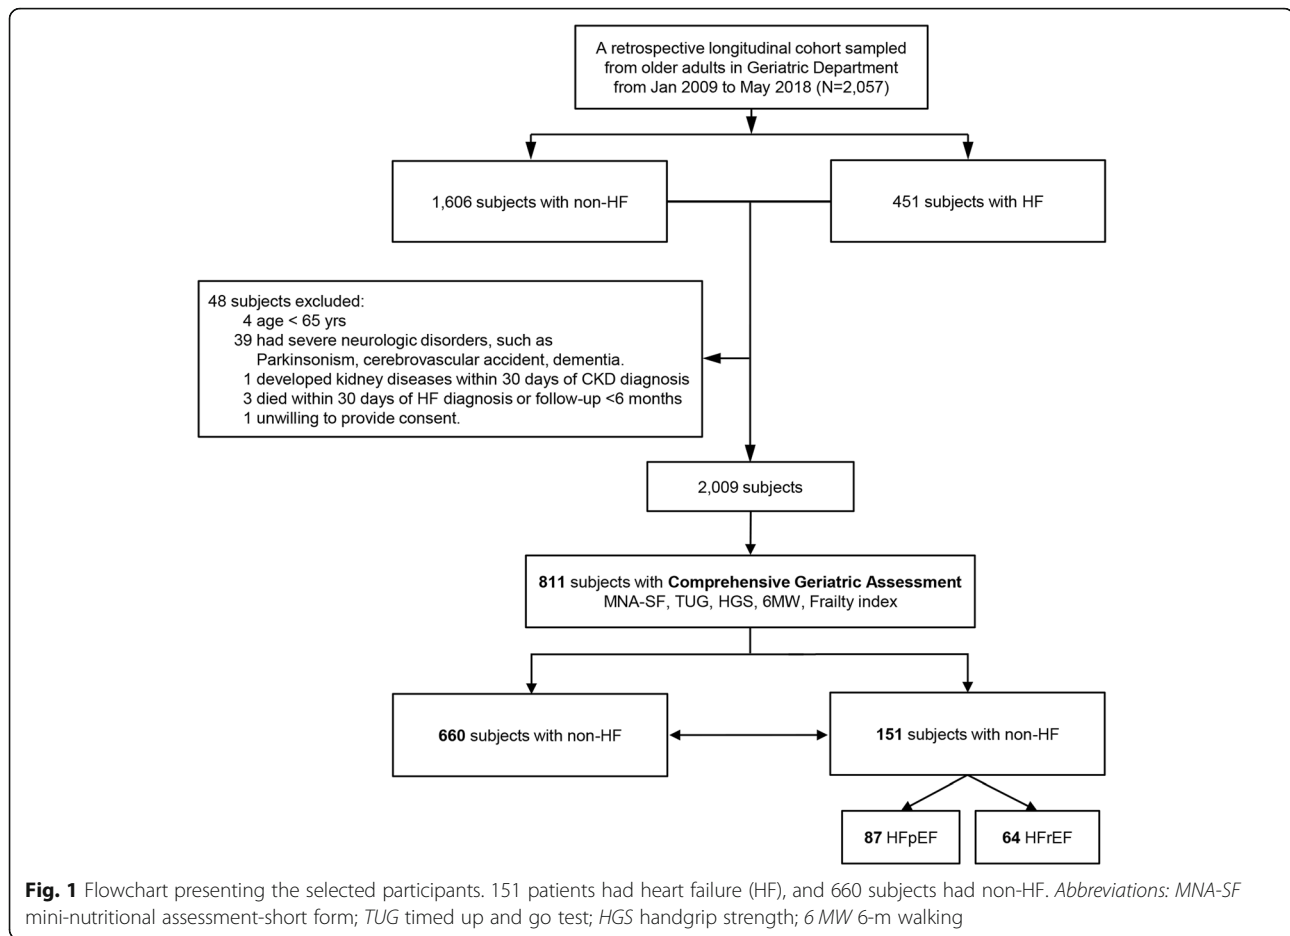 A retrospective longitudinal cohort sampled
from older adults in Geriatric Department
from Jan 2009 to May 2018 (N=2,057)
1,606 subjects with non-HF
451 subjects with HF
48 subjects excluded:
4 age < 65 yrs
39 had severe neurologic disorders, such as
Parkinsonism, cerebrovascular accident, dementia.
1 developed kidney diseases within 30 days of CKD diagnosis
3 died within 30 days of HF diagnosis or follow-up <6 months
1 unwilling to provide consent.
2,009 subjects
811 subjects with Comprehensive Geriatric Assessment
MNA-SF, TUG, HGS, 6MW, Frailty index
660 subjects with non-HF
151 subjects with non-HF
87 HFpEF
64 HFrEF
Fig. 1 Flowchart presenting the selected participants. 151 patients had heart failure (HF), and 660 subjects had non-HF. Abbreviations: MNA-SF
mini-nutritional assessment-short form; TUG timed up and go test; HGS handgrip strength; 6 MW 6-m walking